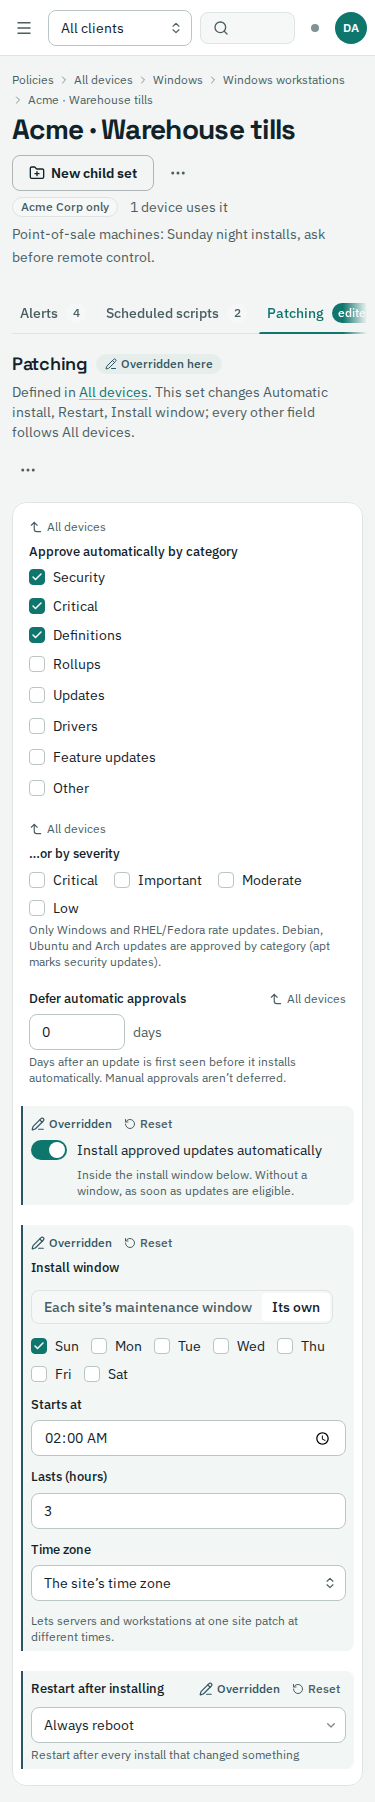 All clients
DA
Policies > All devices > Windows > Windows workstations
> Acme · Warehouse tills
Acme · Warehouse tills
New child set
Acme Corp only 1 device uses it
Point-of-sale machines: Sunday night installs, ask
before remote control.
Alerts 4 Scheduled scripts 2 Patching edite
Patching Overridden here
Defined in All devices. This set changes Automatic
install, Restart, Install window; every other field
follows All devices.
All devices
Approve automatically by category
Security
Critical
Definitions
Rollups
Updates
Drivers
Feature updates
Other
All devices
…or by severity
Critical Important Moderate
Low
Only Windows and RHEL/Fedora rate updates. Debian,
Ubuntu and Arch updates are approved by category (apt
marks security updates).
Defer automatic approvals All devices
0 days
Days after an update is first seen before it installs
automatically. Manual approvals aren’t deferred.
Overridden Reset
Install approved updates automatically
Inside the install window below. Without a
window, as soon as updates are eligible.
Overridden Reset
Install window
Each site’s maintenance window Its own
Sun Mon Tue Wed Thu
Fri Sat
Starts at
02:00 AM
Lasts (hours)
3
Time zone
The site’s time zone
Lets servers and workstations at one site patch at
different times.
Restart after installing Overridden Reset
Always reboot
Restart after every install that changed something